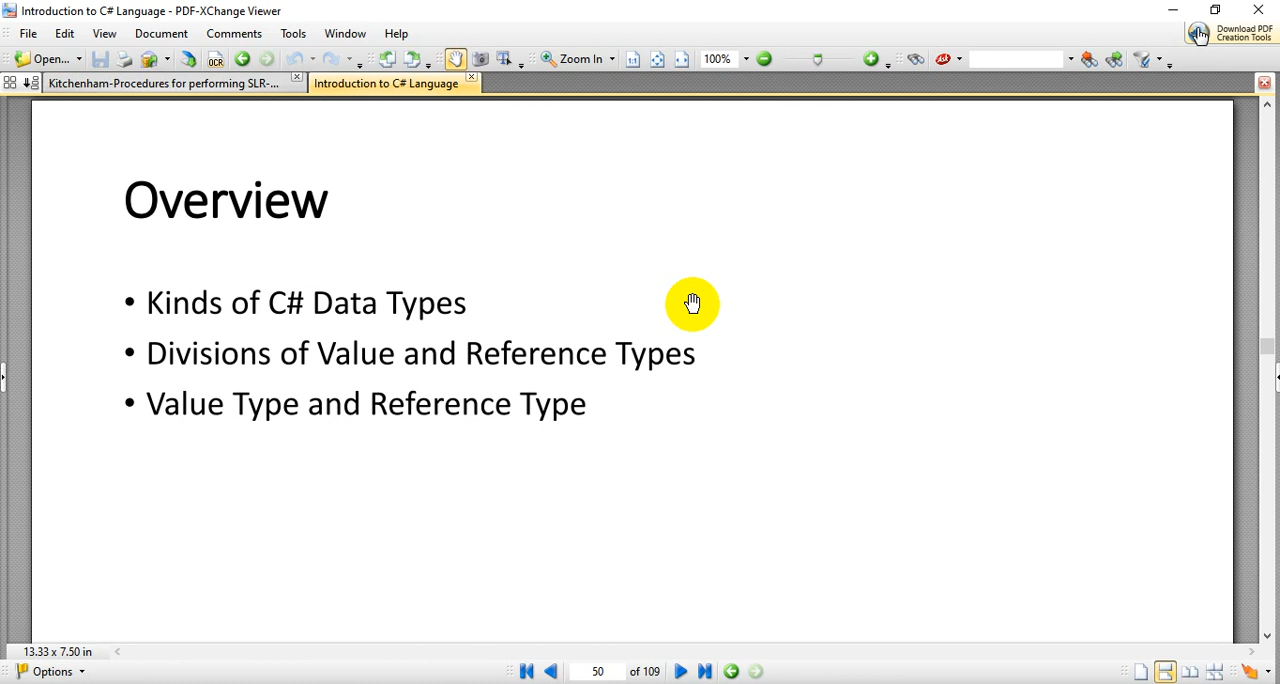 Introduction to C# Language - PDF-XChange Viewer
File Edit View Document Comments Tools Window Help
Download PDF
Creation Tools
Open... OCR Zoom In 100%
Kitchenham-Procedures for performing SLR-... Introduction to C# Language
Overview
• Kinds of C# Data Types
• Divisions of Value and Reference Types
• Value Type and Reference Type
13.33 x 7.50 in
Options 50 of 109